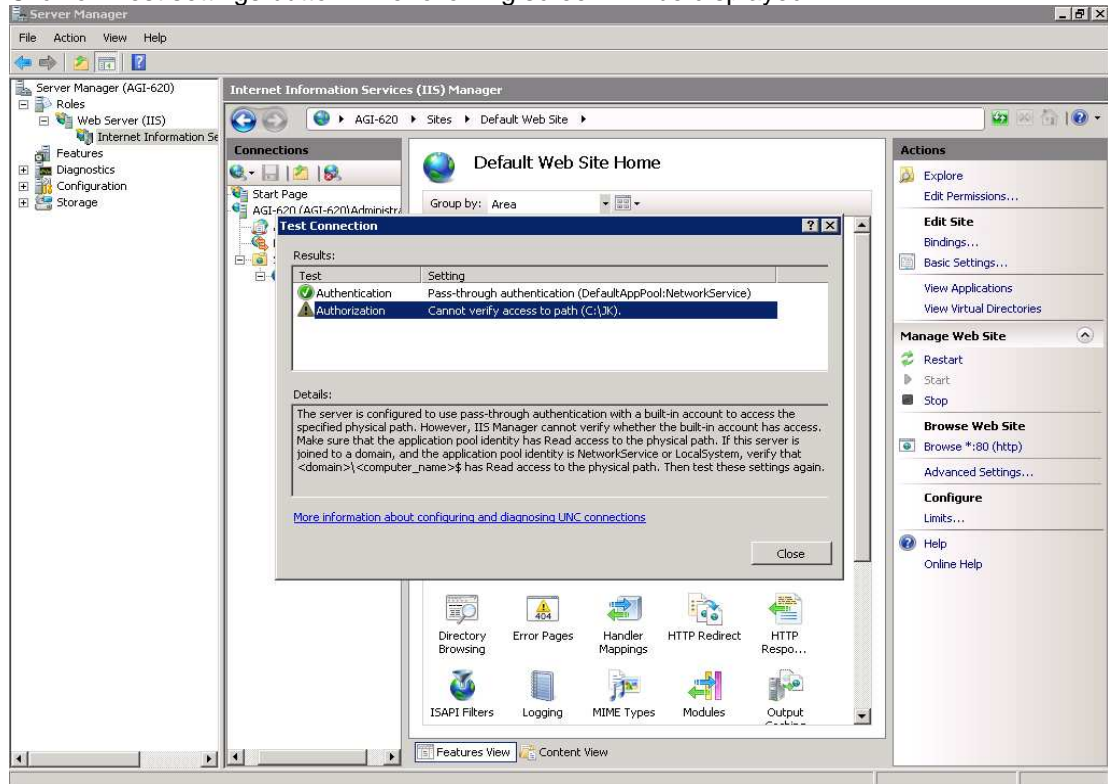 Server Manager
File Action View Help
Server Manager (AGI-620)
Roles
Web Server (IIS)
Internet Information Se
Features
Diagnostics
Configuration
Storage
Internet Information Services (IIS) Manager
AGI-620 Sites Default Web Site
Connections
Start Page
AGI-620 (AGI-620\Administra
Default Web Site Home
Group by: Area
Test Connection
Results:
Test Setting
Authentication Pass-through authentication (DefaultAppPool:NetworkService)
Authorization Cannot verify access to path (C:\JK).
Details:
The server is configured to use pass-through authentication with a built-in account to access the
specified physical path. However, IIS Manager cannot verify whether the built-in account has access.
Make sure that the application pool identity has Read access to the physical path. If this server is
joined to a domain, and the application pool identity is NetworkService or LocalSystem, verify that
<domain>\<computer_name>$ has Read access to the physical path. Then test these settings again.
More information about configuring and diagnosing UNC connections
Close
404
Directory Browsing
Error Pages
Handler Mappings
HTTP Redirect
HTTP Respo...
ISAPI Filters
Logging
MIME Types
Modules
Output
Features View Content View
Actions
Explore
Edit Permissions...
Edit Site
Bindings...
Basic Settings...
View Applications
View Virtual Directories
Manage Web Site
Restart
Start
Stop
Browse Web Site
Browse *:80 (http)
Advanced Settings...
Configure
Limits...
Help
Online Help